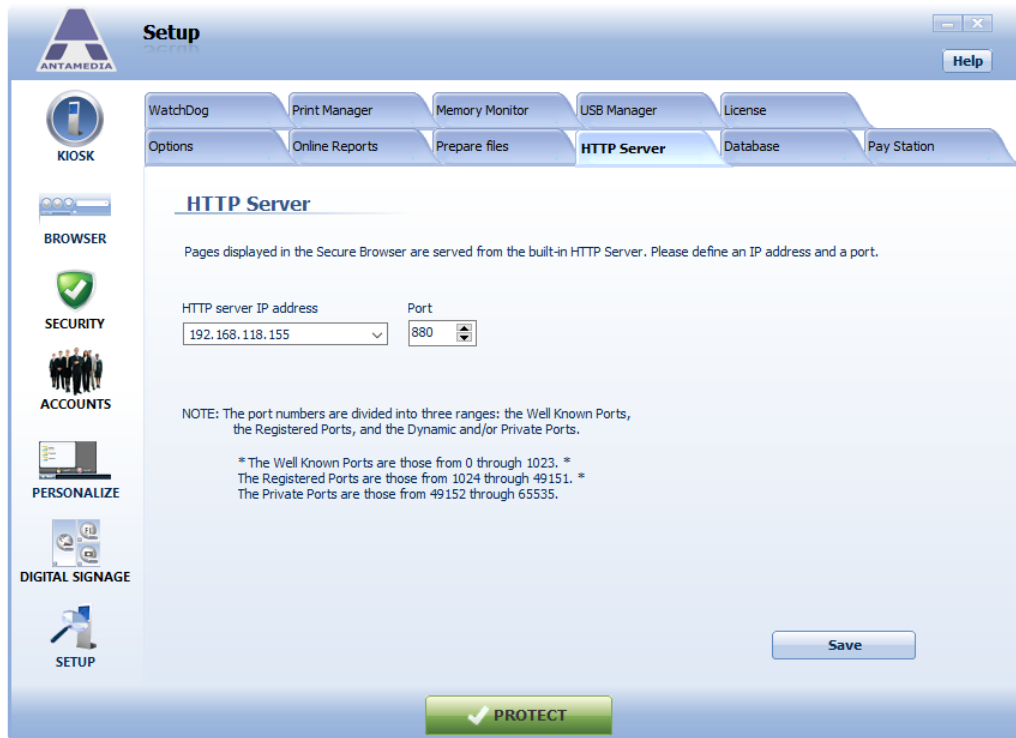 Setup
ANTAMEDIA
Help
KIOSK
BROWSER
SECURITY
ACCOUNTS
PERSONALIZE
DIGITAL SIGNAGE
SETUP
WatchDog
Print Manager
Memory Monitor
USB Manager
License
Options
Online Reports
Prepare files
HTTP Server
Database
Pay Station
HTTP Server
Pages displayed in the Secure Browser are served from the built-in HTTP Server. Please define an IP address and a port.
HTTP server IP address
Port
192.168.118.155
880
NOTE: The port numbers are divided into three ranges: the Well Known Ports,
the Registered Ports, and the Dynamic and/or Private Ports.
* The Well Known Ports are those from 0 through 1023. *
The Registered Ports are those from 1024 through 49151. *
The Private Ports are those from 49152 through 65535.
Save
PROTECT